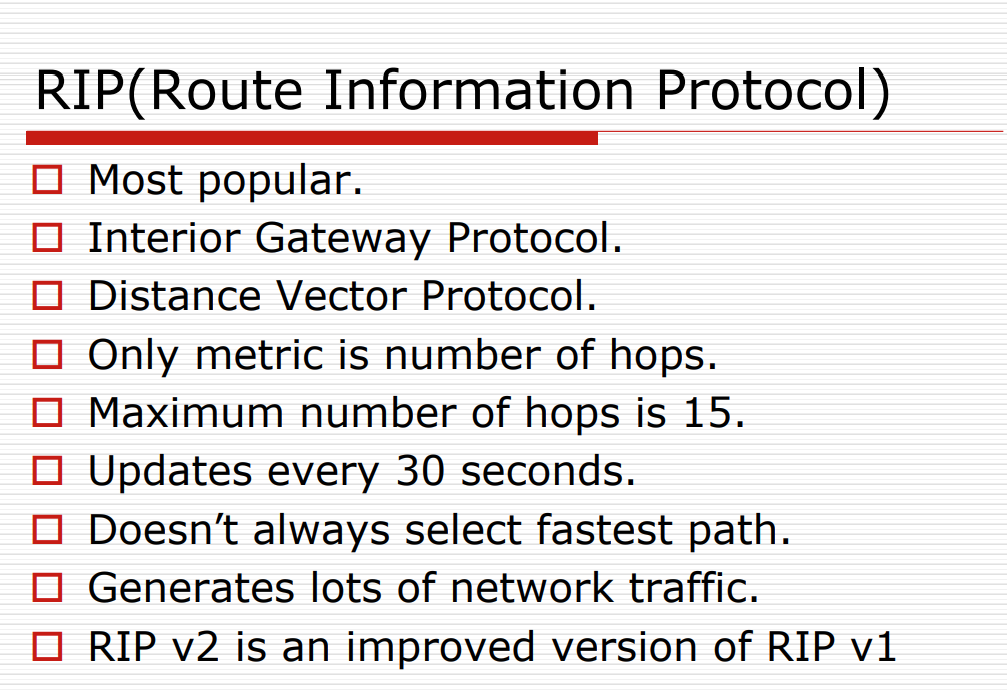 RIP(Route Information Protocol)
Most popular.
Interior Gateway Protocol.
Distance Vector Protocol.
Only metric is number of hops.
Maximum number of hops is 15.
Updates every 30 seconds.
Doesn’t always select fastest path.
Generates lots of network traffic.
RIP v2 is an improved version of RIP v1